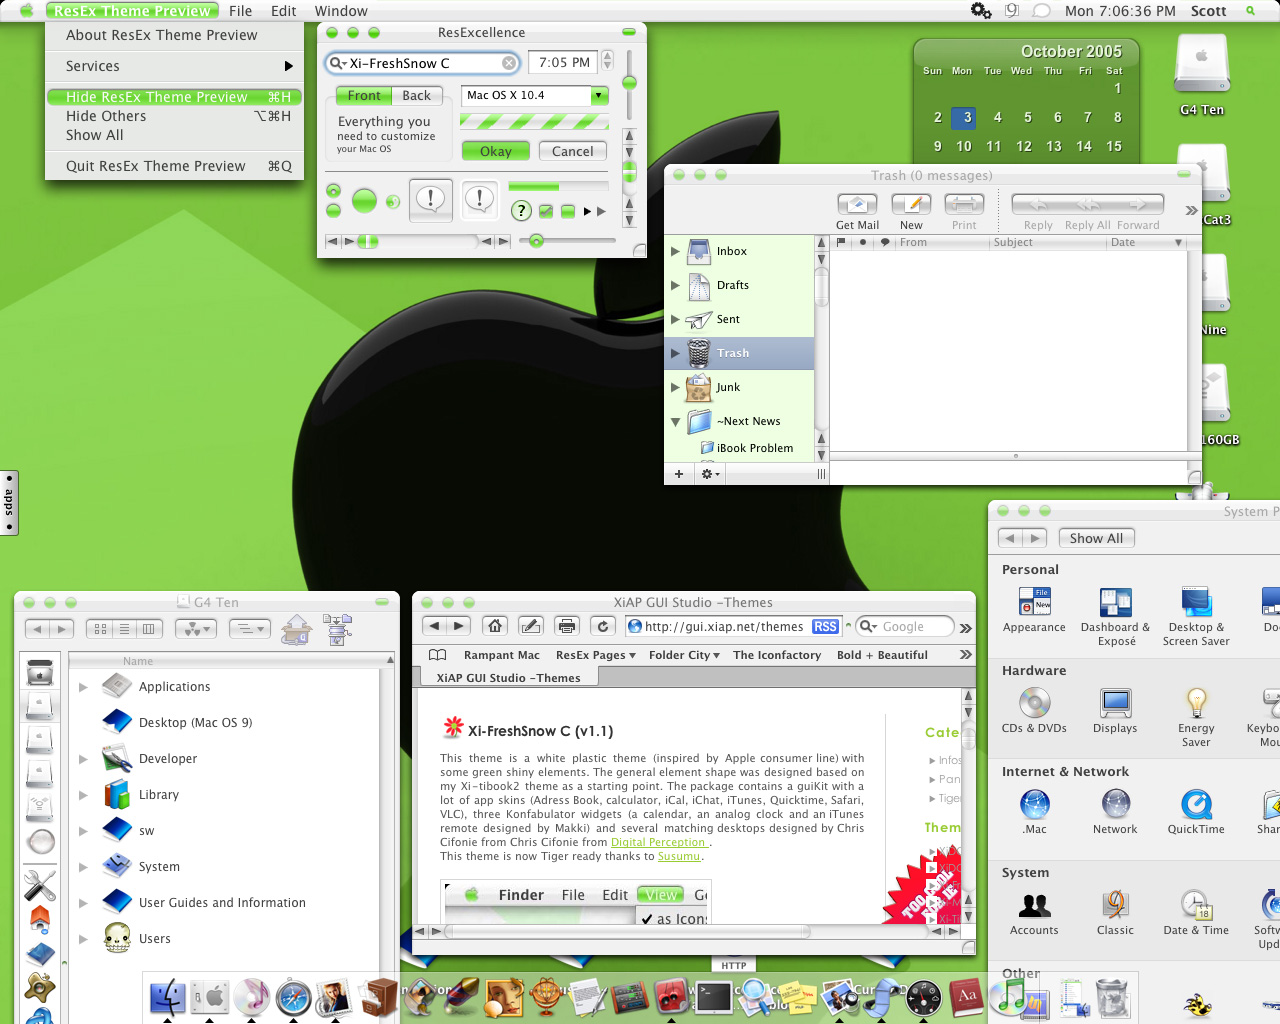 ResEx Theme Preview File Edit Window
Mon 7:06:36 PM Scott
About ResEx Theme Preview
Services
Hide ResEx Theme Preview ⌘H
Hide Others ⌥⌘H
Show All
Quit ResEx Theme Preview ⌘Q
ResExcellence
Xi-FreshSnow C
7:05 PM
Front Back
Mac OS X 10.4
Everything you
need to customize
your Mac OS
Okay Cancel
October 2005
Sun Mon Tue Wed Thu Fri Sat
1
2 3 4 5 6 7 8
9 10 11 12 13 14 15
G4 Ten
Cat3
Nine
160GB
Trash (0 messages)
Get Mail New Print Reply Reply All Forward
From Subject Date
Inbox
Drafts
Sent
Trash
Junk
~Next News
iBook Problem
apps
System P
Show All
Personal
File
New
Appearance
Dashboard &
Exposé
Desktop &
Screen Saver
Do
Hardware
CDs & DVDs
Displays
Energy
Saver
Keybo
Mou
Internet & Network
.Mac
Network
QuickTime
Shar
System
Accounts
Classic
18
Date & Time
Softw
Upd
Other
G4 Ten
Name
Applications
Desktop (Mac OS 9)
Developer
Library
sw
System
User Guides and Information
Users
XiAP GUI Studio -Themes
http://gui.xiap.net/themes RSS
Google
Rampant Mac ResEx Pages Folder City The Iconfactory Bold + Beautiful
XiAP GUI Studio -Themes
Xi-FreshSnow C (v1.1)
This theme is a white plastic theme (inspired by Apple consumer line) with
some green shiny elements. The general element shape was designed based on
my Xi-tibook2 theme as a starting point. The package contains a guiKit with a
lot of app skins (Adress Book, calculator, iCal, iChat, iTunes, Quicktime, Safari,
VLC), three Konfabulator widgets (a calendar, an analog clock and an iTunes
remote designed by Makki) and several matching desktops designed by Chris
Cifonie from Chris Cifonie from Digital Perception .
This theme is now Tiger ready thanks to Susumu.
Cate
Infos
Pan
Tige
Them
TOO COOL
FOR IE
Finder File Edit View Go
as Icons
HTTP
Aa